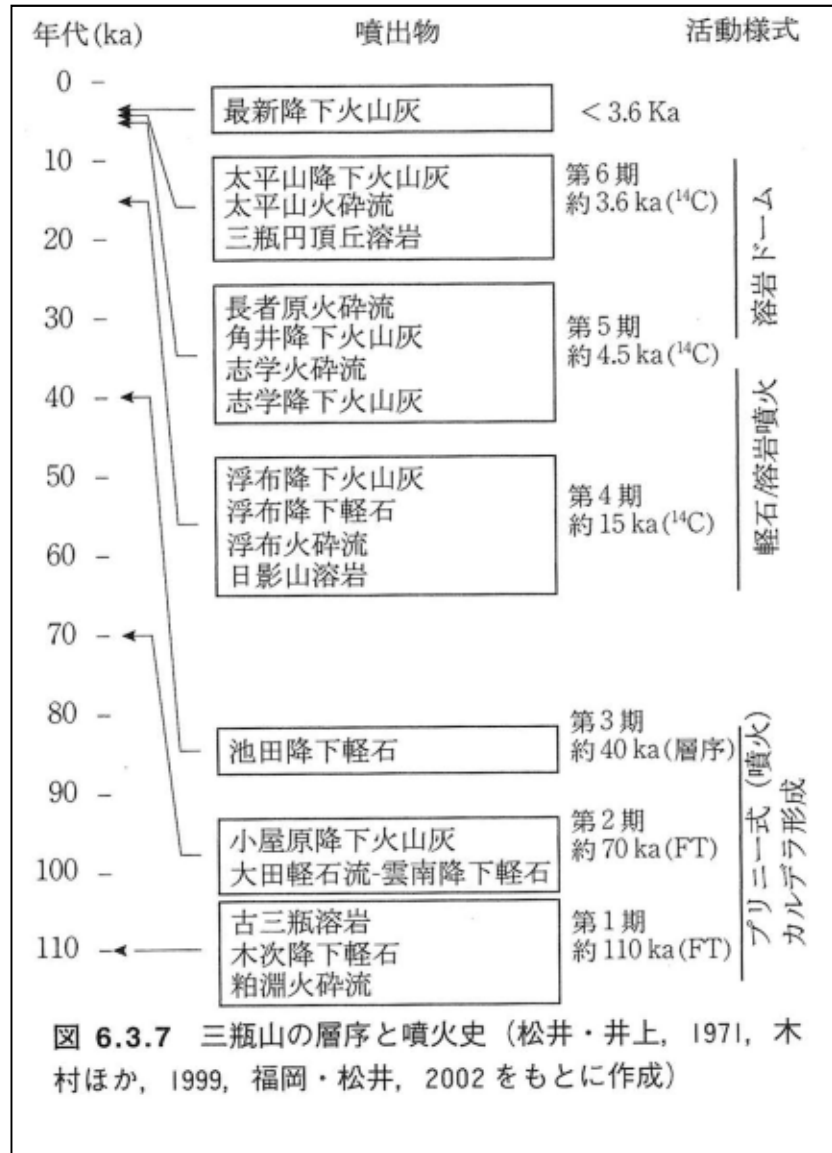 年代(ka)
噴出物
活動様式
0
10
20
30
40
50
60
70
80
90
100
110
最新降下火山灰
< 3.6 Ka
太平山降下火山灰
太平山火砕流
三瓶円頂丘溶岩
第6期
約3.6 ka(¹⁴C)
長者原火砕流
角井降下火山灰
志学火砕流
志学降下火山灰
第5期
約4.5 ka(¹⁴C)
浮布降下火山灰
浮布降下軽石
浮布火砕流
日影山溶岩
第4期
約15 ka(¹⁴C)
池田降下軽石
第3期
約40 ka(層序)
小屋原降下火山灰
大田軽石流-雲南降下軽石
第2期
約70 ka(FT)
古三瓶溶岩
木次降下軽石
粕淵火砕流
第1期
約110 ka(FT)
溶岩ドーム
軽石/溶岩噴火
プリニー式(噴火)
カルデラ形成
図 6.3.7 三瓶山の層序と噴火史(松井・井上, 1971, 木
村ほか, 1999, 福岡・松井, 2002 をもとに作成)